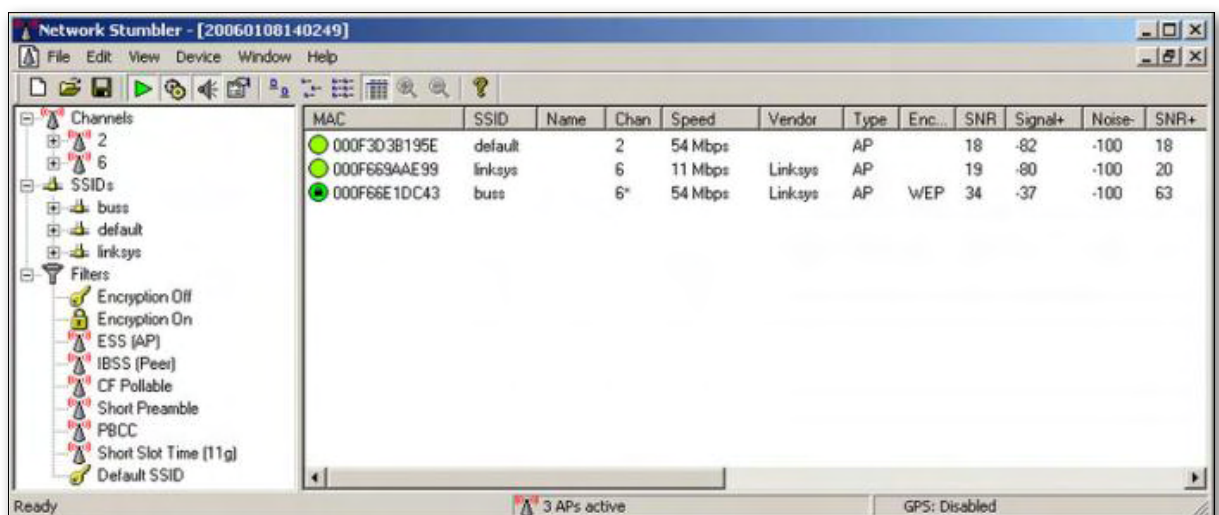 Network Stumbler - [20060108140249]
File Edit View Device Window Help
Channels
2
6
SSIDs
buss
default
linksys
Filters
Encryption Off
Encryption On
ESS (AP)
IBSS (Peer)
CF Pollable
Short Preamble
PBCC
Short Slot Time (11g)
Default SSID
MAC SSID Name Chan Speed Vendor Type Enc... SNR Signal+ Noise- SNR+
000F3D3B195E default 2 54 Mbps AP 18 -82 -100 18
000F669AAE99 linksys 6 11 Mbps Linksys AP 19 -80 -100 20
000F66E1DC43 buss 6* 54 Mbps Linksys AP WEP 34 -37 -100 63
Ready 3 APs active GPS: Disabled